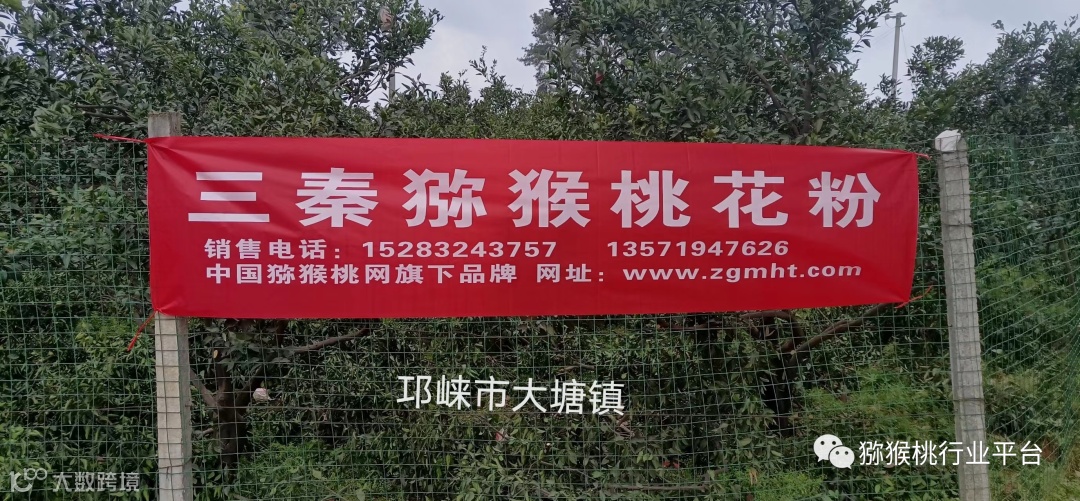 三秦猕猴桃花粉
销售电话：15283243757 13571947626
中国猕猴桃网旗下品牌 网址：www.zgmht.com
邛崃市大塘镇
猕猴桃行业平台
大数跨境